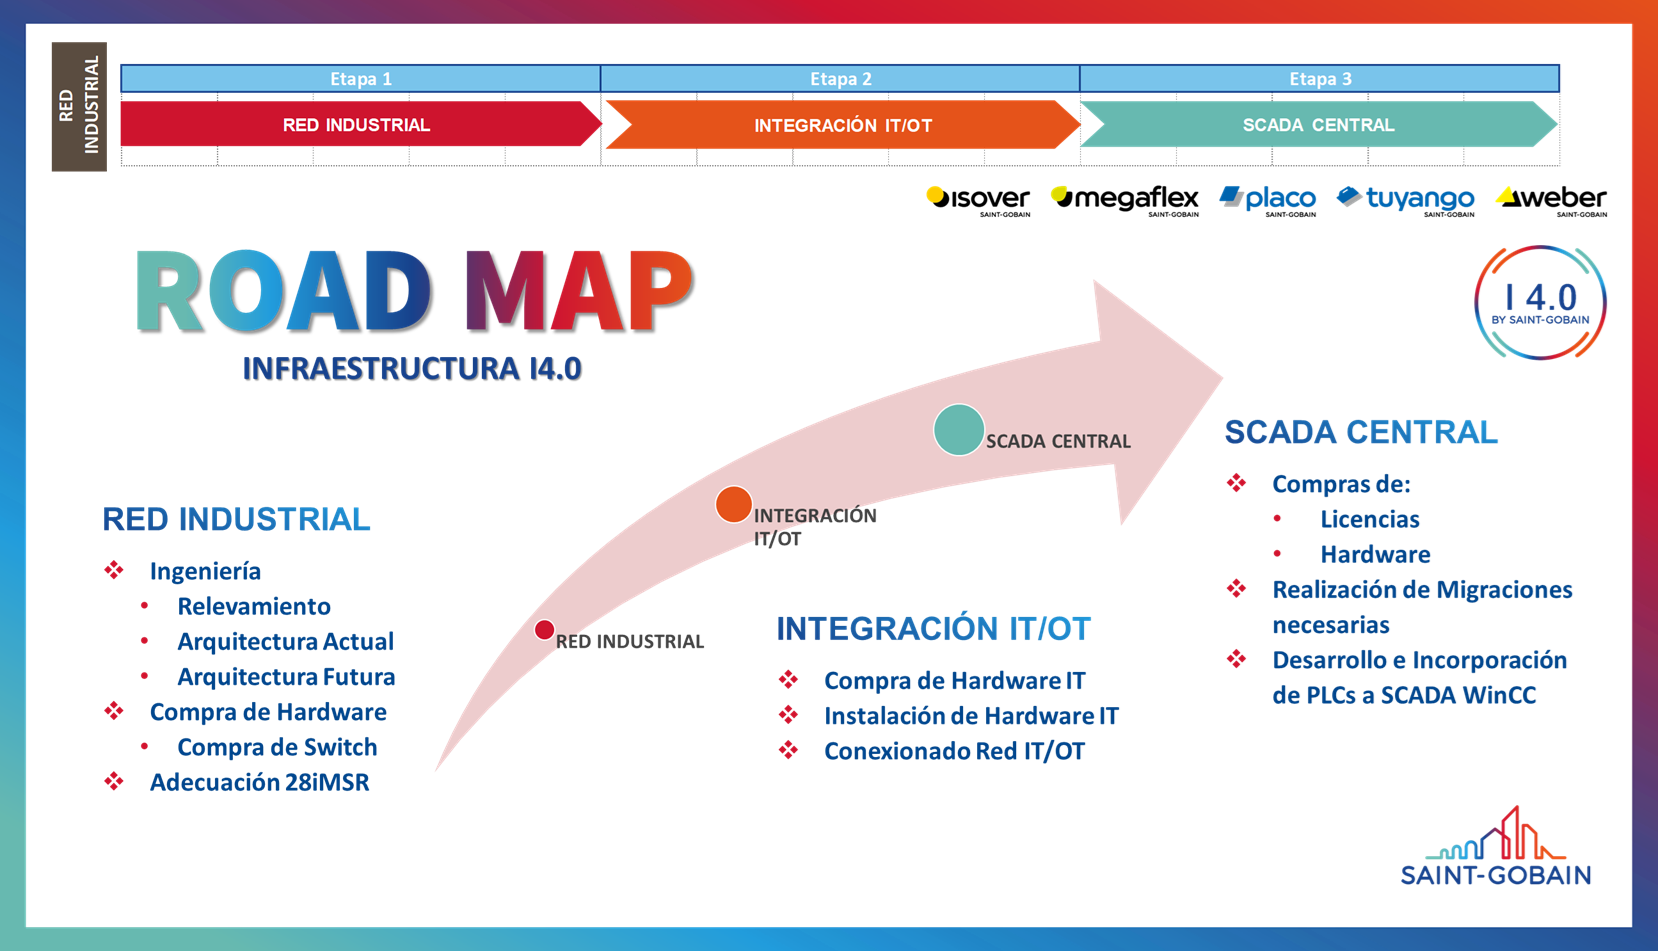 RED
INDUSTRIAL
Etapa 1
Etapa 2
Etapa 3
RED INDUSTRIAL
INTEGRACIÓN IT/OT
SCADA CENTRAL
isover
SAINT-GOBAIN
megaflex
SAINT-GOBAIN
placo
SAINT-GOBAIN
tuyango
SAINT-GOBAIN
weber
SAINT-GOBAIN
ROAD MAP
INFRAESTRUCTURA I4.0
I 4.0
BY SAINT-GOBAIN
SCADA CENTRAL
INTEGRACIÓN
IT/OT
RED INDUSTRIAL
RED INDUSTRIAL
Ingeniería
Relevamiento
Arquitectura Actual
Arquitectura Futura
Compra de Hardware
Compra de Switch
Adecuación 28iMSR
INTEGRACIÓN IT/OT
Compra de Hardware IT
Instalación de Hardware IT
Conexionado Red IT/OT
SCADA CENTRAL
Compras de:
Licencias
Hardware
Realización de Migraciones
necesarias
Desarrollo e Incorporación
de PLCs a SCADA WinCC
SAINT-GOBAIN